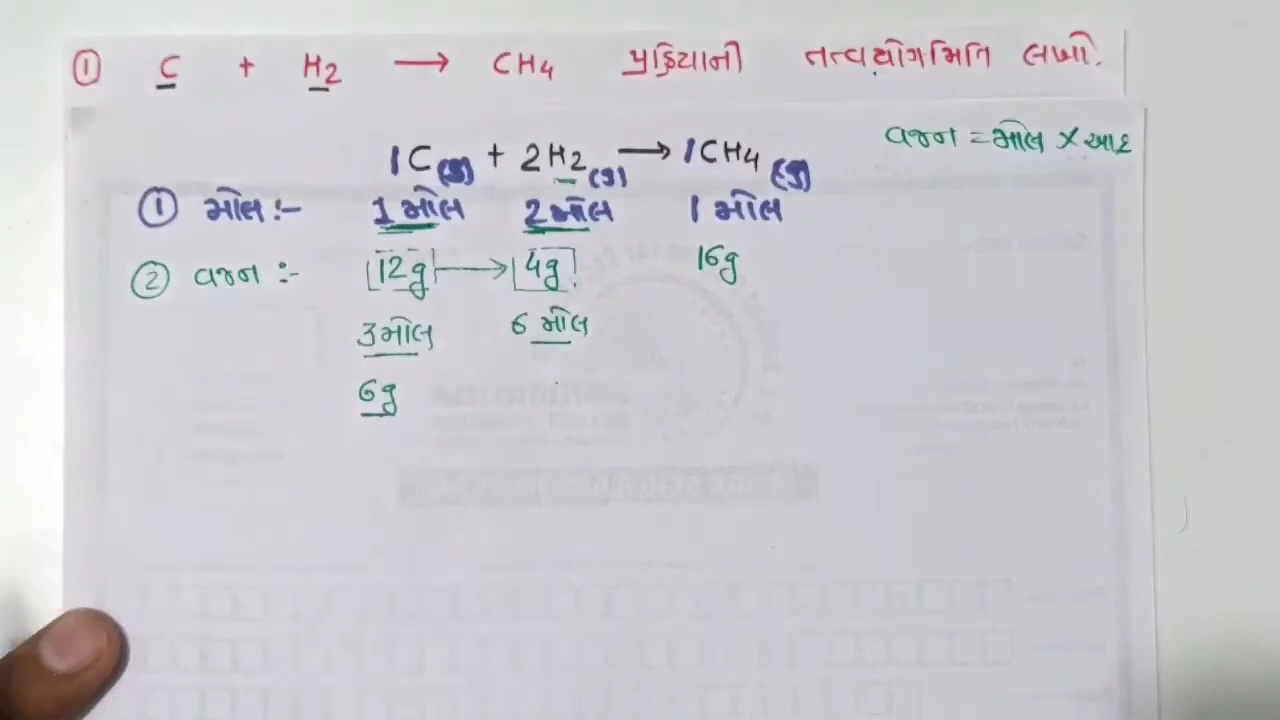 ① C + H2 → CH4 પ્રક્રિયાની તત્વયોગમિતિ લખો.
વજન = મોલ × આદ
1C(g) + 2H2(g) → 1CH4(g)
① મોલ :- 1 મોલ 2 મોલ 1 મોલ
② વજન :- 12g → 4g 16g
3 મોલ 6 મોલ
6g